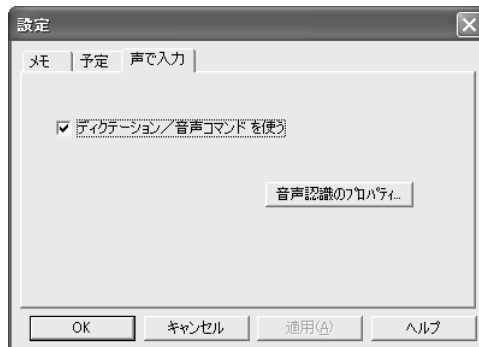 設定
メモ 予定 声で入力
ディクテーション／音声コマンド を使う
音声認識のプロパティ...
OK キャンセル 適用(A) ヘルプ